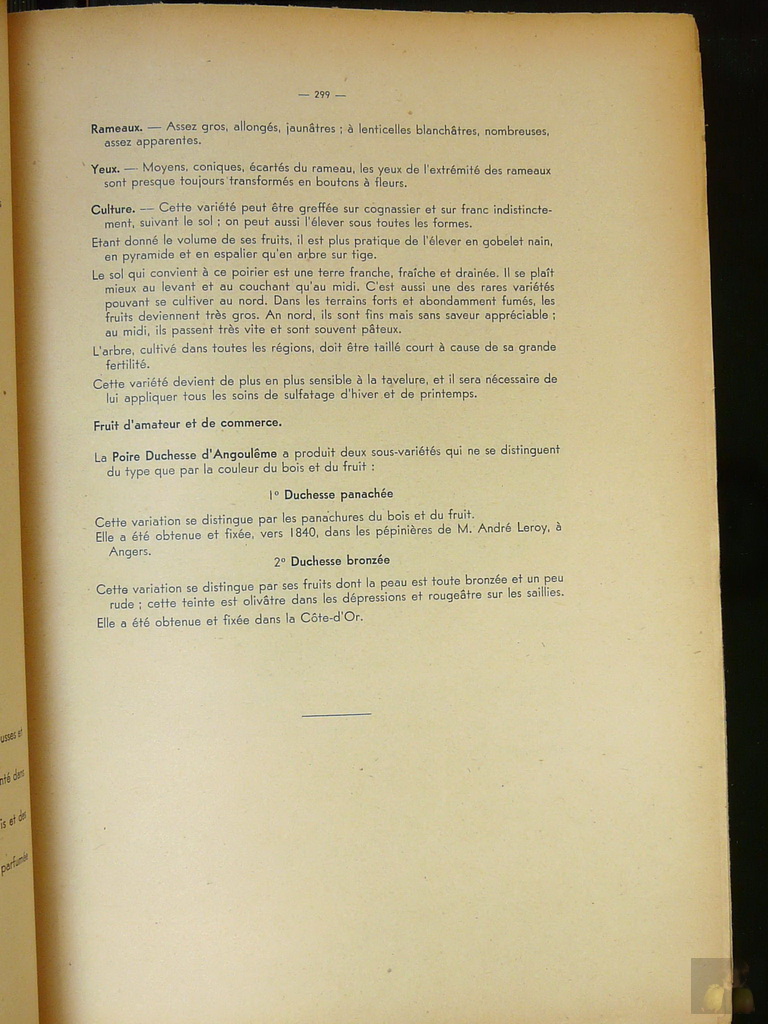 — 299 —
Rameaux. — Assez gros, allongés, jaunâtres ; à lenticelles blanchâtres, nombreuses,
assez apparentes.
Yeux. — Moyens, coniques, écartés du rameau, les yeux de l'extrémité des rameaux
sont presque toujours transformés en boutons à fleurs.
Culture. — Cette variété peut être greffée sur cognassier et sur franc indistincte-
ment, suivant le sol ; on peut aussi l'élever sous toutes les formes.
Etant donné le volume de ses fruits, il est plus pratique de l'élever en gobelet nain,
en pyramide et en espalier qu'en arbre sur tige.
Le sol qui convient à ce poirier est une terre franche, fraîche et drainée. Il se plaît
mieux au levant et au couchant qu'au midi. C'est aussi une des rares variétés
pouvant se cultiver au nord. Dans les terrains forts et abondamment fumés, les
fruits deviennent très gros. An nord, ils sont fins mais sans saveur appréciable ;
au midi, ils passent très vite et sont souvent pâteux.
L'arbre, cultivé dans toutes les régions, doit être taillé court à cause de sa grande
fertilité.
Cette variété devient de plus en plus sensible à la tavelure, et il sera nécessaire de
lui appliquer tous les soins de sulfatage d'hiver et de printemps.
Fruit d'amateur et de commerce.
La Poire Duchesse d'Angoulême a produit deux sous-variétés qui ne se distinguent
du type que par la couleur du bois et du fruit :
1° Duchesse panachée
Cette variation se distingue par les panachures du bois et du fruit.
Elle a été obtenue et fixée, vers 1840, dans les pépinières de M. André Leroy, à
Angers.
2° Duchesse bronzée
Cette variation se distingue par ses fruits dont la peau est toute bronzée et un peu
rude ; cette teinte est olivâtre dans les dépressions et rougeâtre sur les saillies.
Elle a été obtenue et fixée dans la Côte-d'Or.
usses et
nté dans
is et des
parfumée